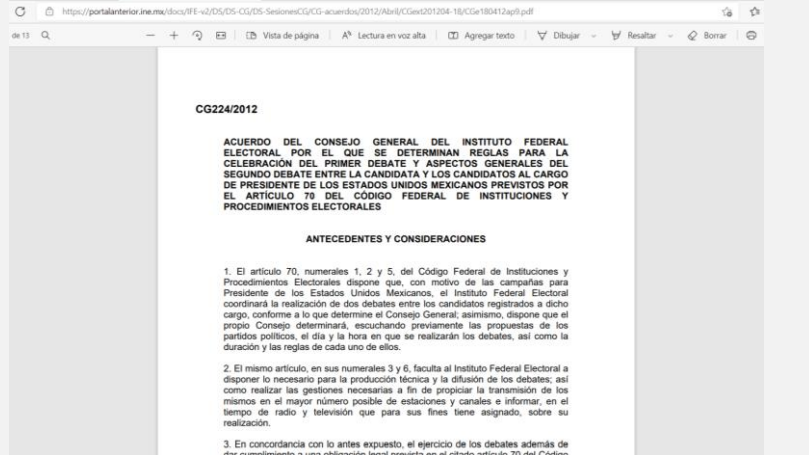 https://portalanterior.ine.mx/docs/IFE-v2/DS/DS-CG/DS-SesionesCG/CG-acuerdos/2012/Abril/CGext201204-18/CGe180412ap9.pdf
de 13 Vista de página Lectura en voz alta Agregar texto Dibujar Resaltar Borrar
CG224/2012
ACUERDO DEL CONSEJO GENERAL DEL INSTITUTO FEDERAL
ELECTORAL POR EL QUE SE DETERMINAN REGLAS PARA LA
CELEBRACIÓN DEL PRIMER DEBATE Y ASPECTOS GENERALES DEL
SEGUNDO DEBATE ENTRE LA CANDIDATA Y LOS CANDIDATOS AL CARGO
DE PRESIDENTE DE LOS ESTADOS UNIDOS MEXICANOS PREVISTOS POR
EL ARTÍCULO 70 DEL CÓDIGO FEDERAL DE INSTITUCIONES Y
PROCEDIMIENTOS ELECTORALES
ANTECEDENTES Y CONSIDERACIONES
1. El artículo 70, numerales 1, 2 y 5, del Código Federal de Instituciones y
Procedimientos Electorales dispone que, con motivo de las campañas para
Presidente de los Estados Unidos Mexicanos, el Instituto Federal Electoral
coordinará la realización de dos debates entre los candidatos registrados a dicho
cargo, conforme a lo que determine el Consejo General; asimismo, dispone que el
propio Consejo determinará, escuchando previamente las propuestas de los
partidos políticos, el día y la hora en que se realizarán los debates, así como la
duración y las reglas de cada uno de ellos.
2. El mismo artículo, en sus numerales 3 y 6, faculta al Instituto Federal Electoral a
disponer lo necesario para la producción técnica y la difusión de los debates; así
como realizar las gestiones necesarias a fin de propiciar la transmisión de los
mismos en el mayor número posible de estaciones y canales e informar, en el
tiempo de radio y televisión que para sus fines tiene asignado, sobre su
realización.
3. En concordancia con lo antes expuesto, el ejercicio de los debates además de
dar cumplimiento a una obligación legal prevista en el citado artículo 70 del Código